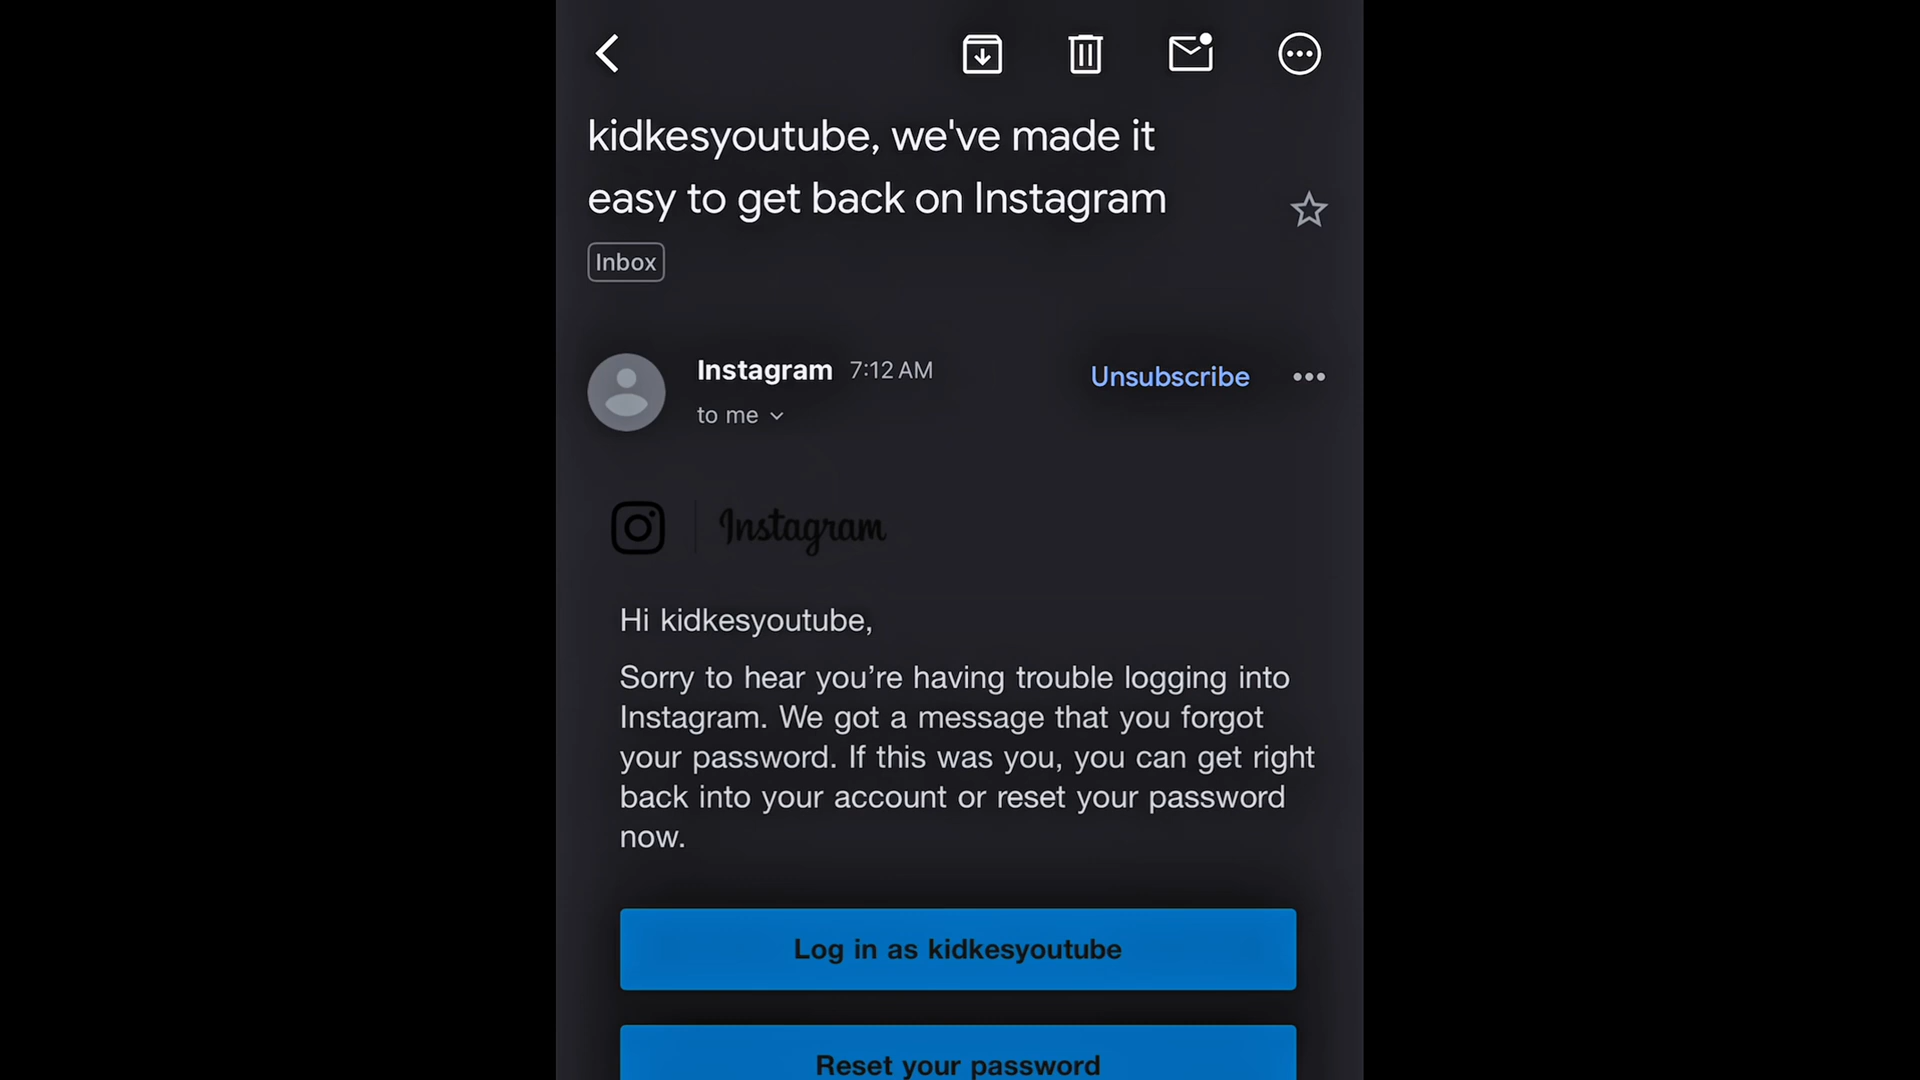 kidkesyoutube, we've made it
easy to get back on Instagram
Inbox
Instagram 7:12 AM
Unsubscribe
to me
Instagram
Hi kidkesyoutube,
Sorry to hear you’re having trouble logging into
Instagram. We got a message that you forgot
your password. If this was you, you can get right
back into your account or reset your password
now.
Log in as kidkesyoutube
Reset your password